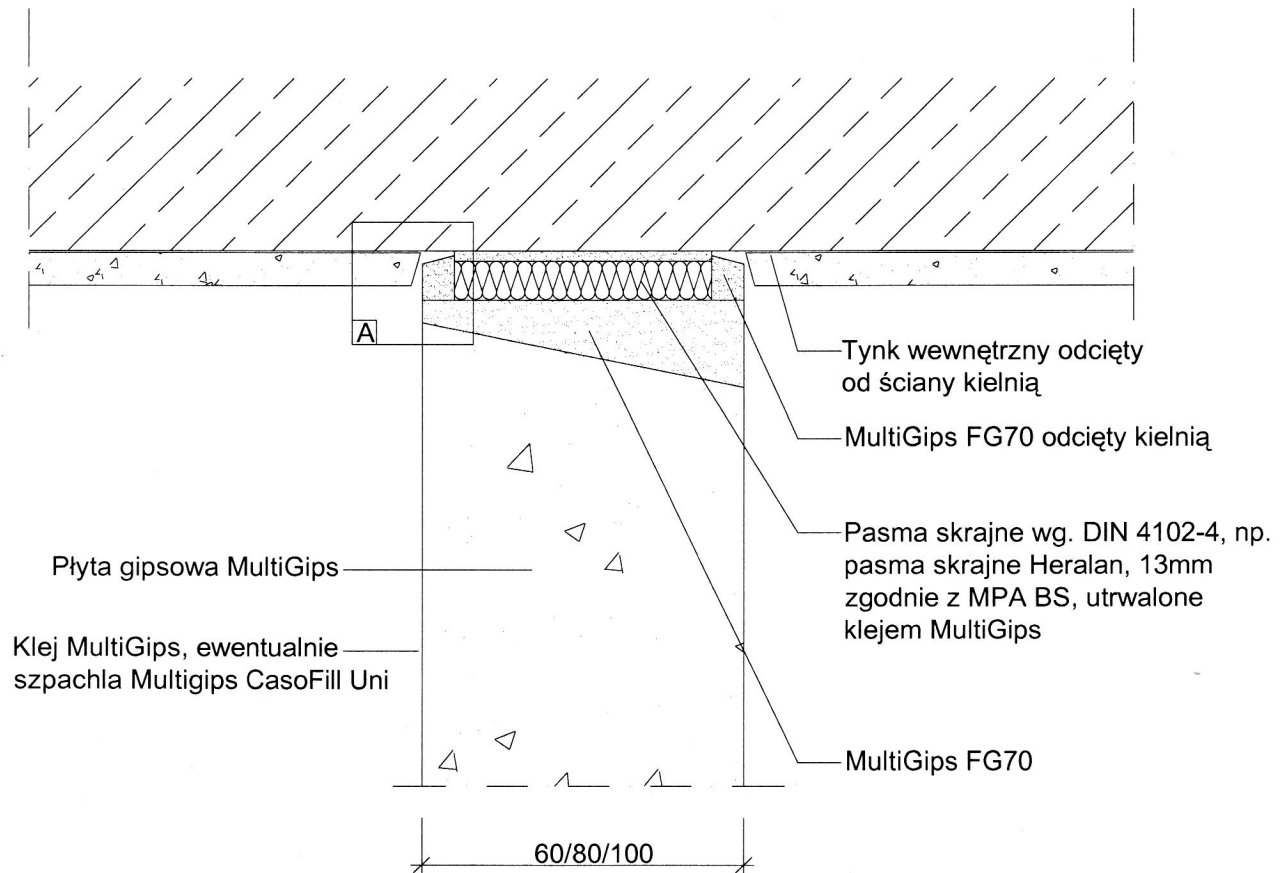 A
Tynk wewnętrzny odcięty
od ściany kielnią
MultiGips FG70 odcięty kielnią
Pasma skrajne wg. DIN 4102-4, np.
pasma skrajne Heralan, 13mm
zgodnie z MPA BS, utrwalone
klejem MultiGips
Płyta gipsowa MultiGips
Klej MultiGips, ewentualnie
szpachla Multigips CasoFill Uni
MultiGips FG70
60/80/100